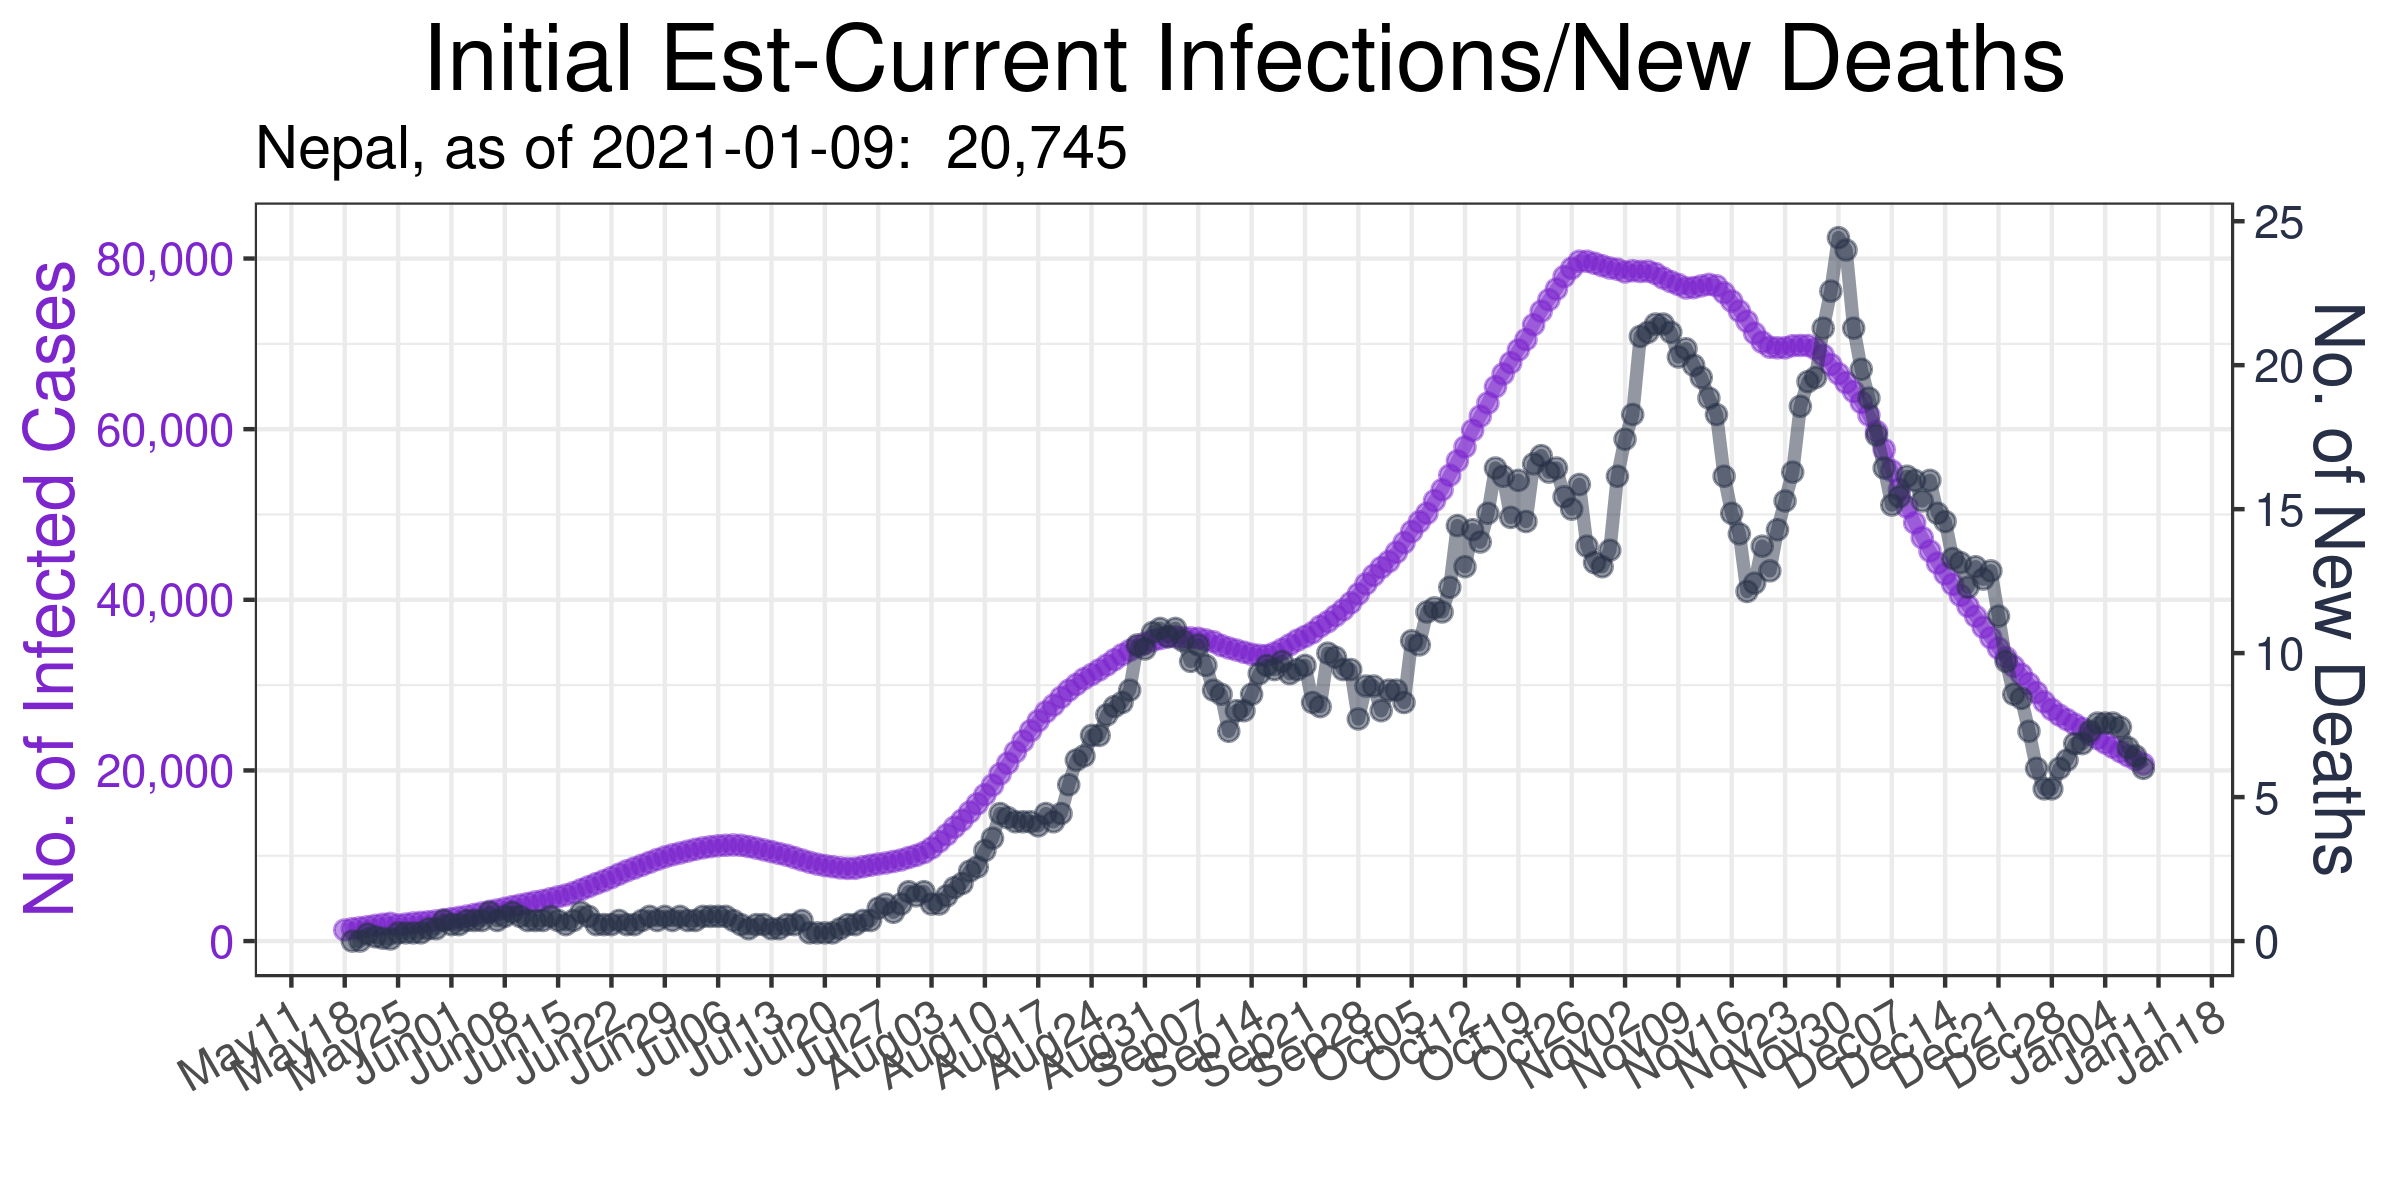 Initial Est-Current Infections/New Deaths
Nepal, as of 2021-01-09:  20,745
No. of Infected Cases
80,000
60,000
40,000
20,000
0
25
20
15
10
5
0
No. of New Deaths
May11
May18
May25
Jun01
Jun08
Jun15
Jun22
Jun29
Jul06
Jul13
Jul20
Jul27
Aug03
Aug10
Aug17
Aug24
Aug31
Sep07
Sep14
Sep21
Sep28
Oct05
Oct12
Oct19
Oct26
Nov02
Nov09
Nov16
Nov23
Nov30
Dec07
Dec14
Dec21
Dec28
Jan04
Jan11
Jan18